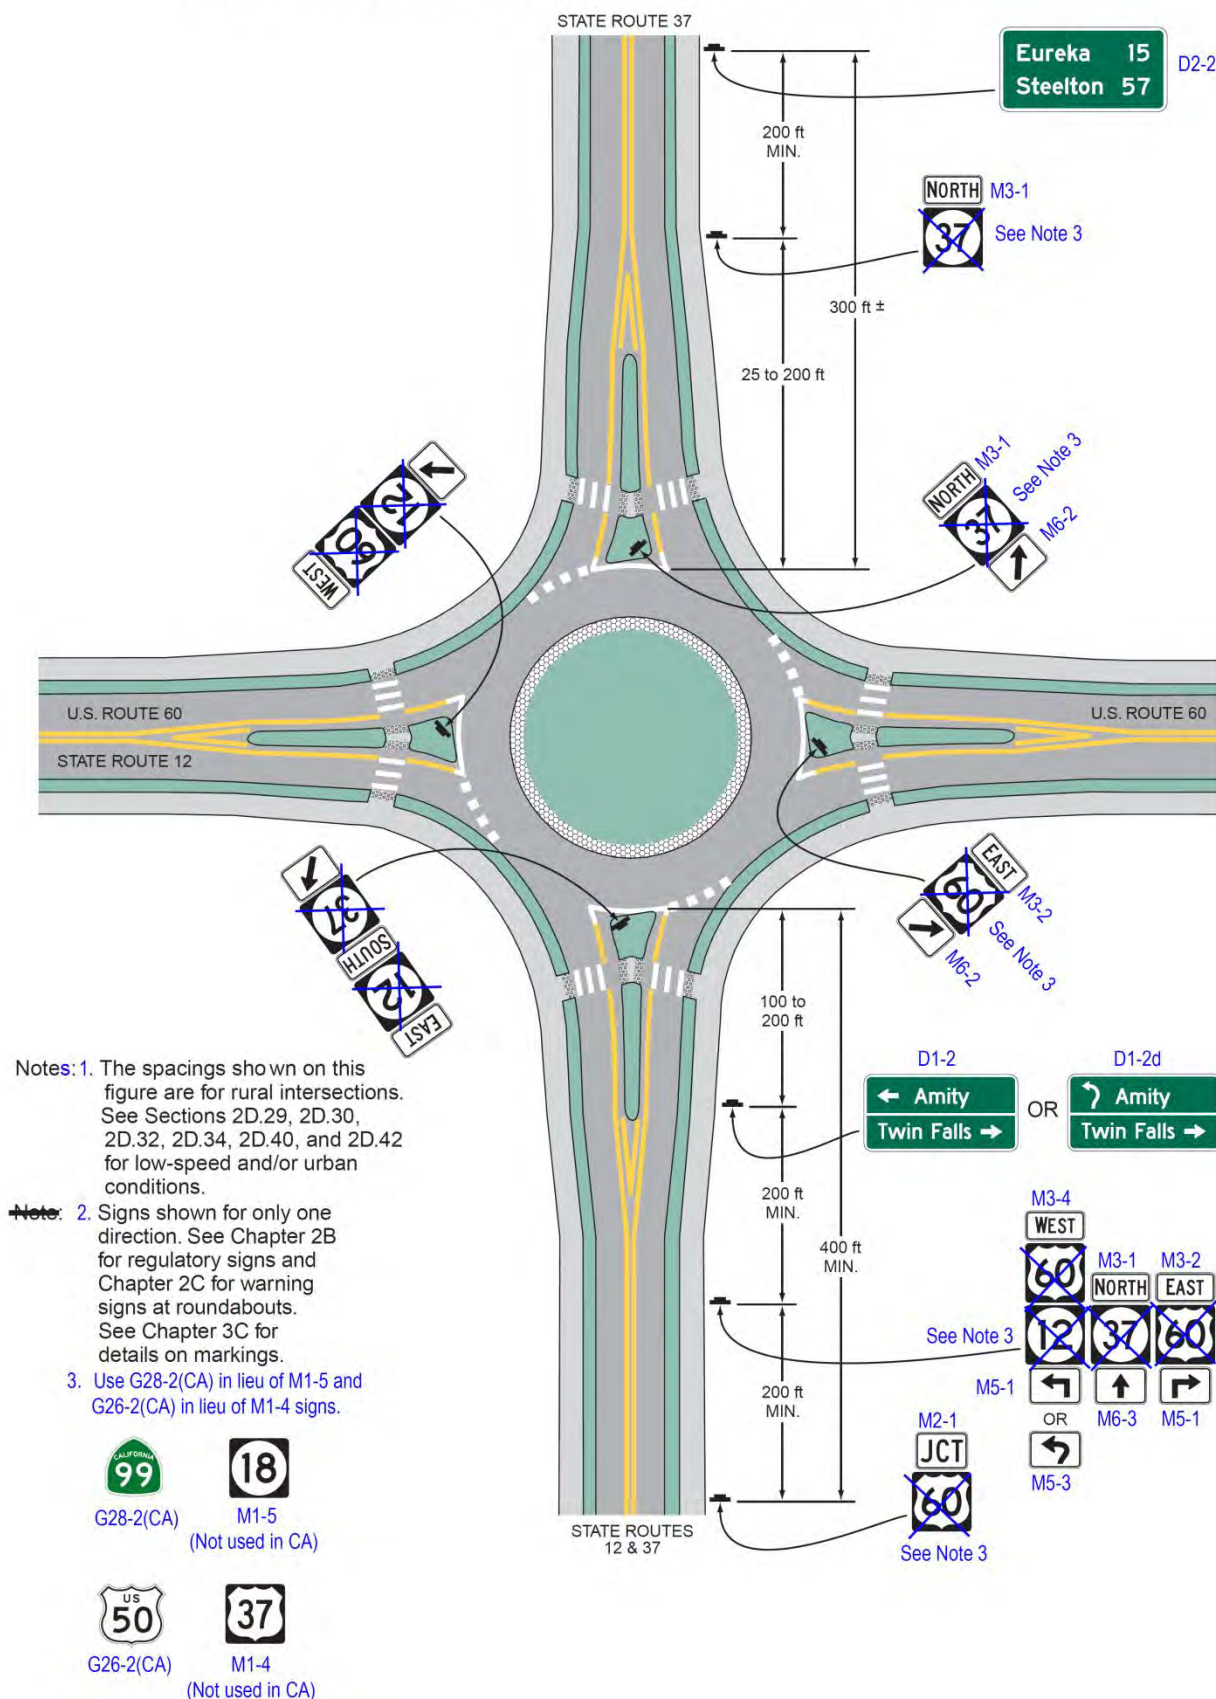 STATE ROUTE 37
Eureka 15
Steelton 57
D2-2
200 ft
MIN.
NORTH
M3-1
37
See Note 3
300 ft ±
25 to 200 ft
NORTH
M3-1
37
See Note 3
M6-2
12
60
WEST
U.S. ROUTE 60
STATE ROUTE 12
U.S. ROUTE 60
37
SOUTH
12
EAST
EAST
M3-2
60
See Note 3
M6-2
100 to
200 ft
D1-2
← Amity
Twin Falls →
OR
D1-2d
Amity
Twin Falls →
200 ft
MIN.
400 ft
MIN.
M3-4
WEST
60
12
M3-1
NORTH
37
M3-2
EAST
60
See Note 3
M5-1
OR
M6-3
M5-1
M5-3
200 ft
MIN.
M2-1
JCT
60
See Note 3
STATE ROUTES
12 & 37
Notes: 1. The spacings shown on this
figure are for rural intersections.
See Sections 2D.29, 2D.30,
2D.32, 2D.34, 2D.40, and 2D.42
for low-speed and/or urban
conditions.
Note: 2. Signs shown for only one
direction. See Chapter 2B
for regulatory signs and
Chapter 2C for warning
signs at roundabouts.
See Chapter 3C for
details on markings.
3. Use G28-2(CA) in lieu of M1-5 and
G26-2(CA) in lieu of M1-4 signs.
CALIFORNIA
99
18
G28-2(CA)
M1-5
(Not used in CA)
US
50
37
G26-2(CA)
M1-4
(Not used in CA)